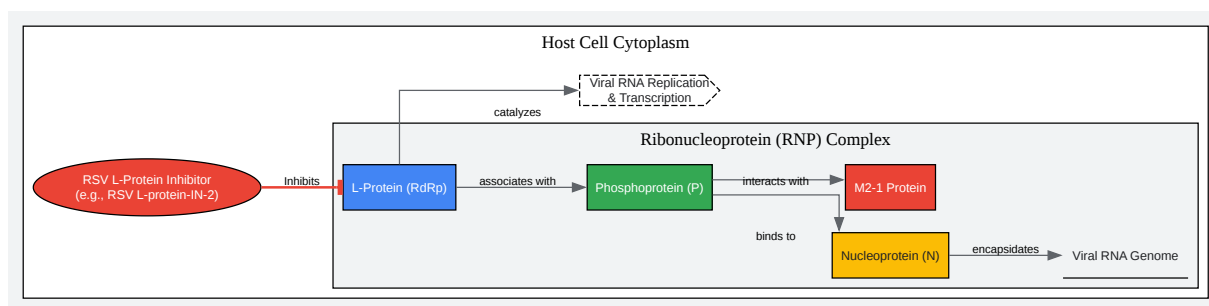 Host Cell Cytoplasm
Viral RNA Replication
& Transcription
catalyzes
Ribonucleoprotein (RNP) Complex
RSV L-Protein Inhibitor
(e.g., RSV L-protein-IN-2)
Inhibits
L-Protein (RdRp)
associates with
Phosphoprotein (P)
interacts with
M2-1 Protein
binds to
Nucleoprotein (N)
encapsidates
Viral RNA Genome